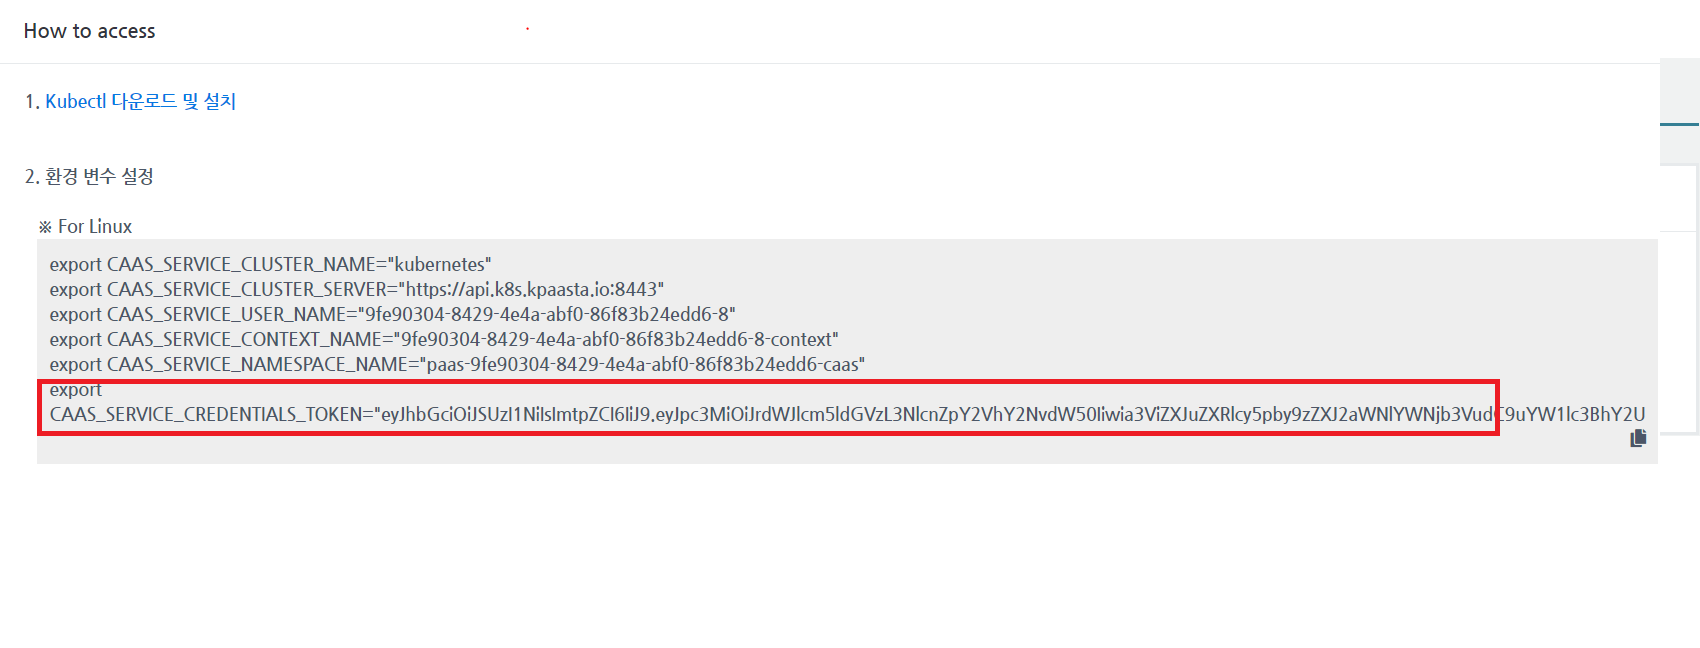 How to access
1. Kubectl 다운로드 및 설치
2. 환경 변수 설정
※ For Linux
export CAAS_SERVICE_CLUSTER_NAME="kubernetes"
export CAAS_SERVICE_CLUSTER_SERVER="https://api.k8s.kpaasta.io:8443"
export CAAS_SERVICE_USER_NAME="9fe90304-8429-4e4a-abf0-86f83b24edd6-8"
export CAAS_SERVICE_CONTEXT_NAME="9fe90304-8429-4e4a-abf0-86f83b24edd6-8-context"
export CAAS_SERVICE_NAMESPACE_NAME="paas-9fe90304-8429-4e4a-abf0-86f83b24edd6-caas"
export
CAAS_SERVICE_CREDENTIALS_TOKEN="eyJhbGciOiJSUzI1NiIsImtpZCI6IiJ9.eyJpc3MiOiJrdWJlcm5ldGVzL3NlcnZpY2VhY2NvdW50Iiwia3ViZXJuZXRlcy5pby9zZXJ2aWNlYWNjb3VudC9uYW1lc3BhY2U